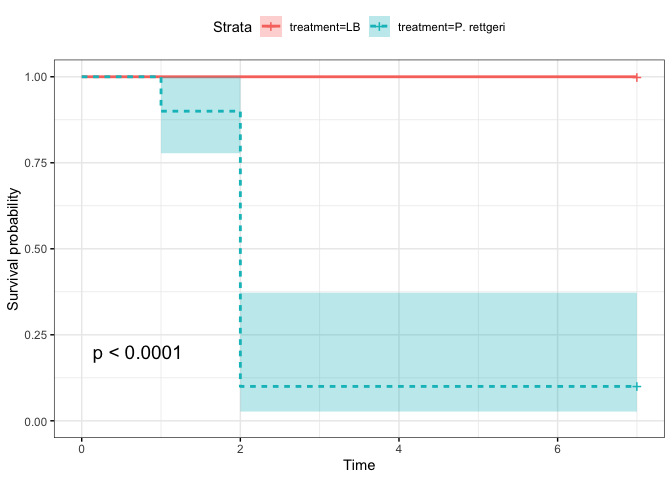 Strata treatment=LB treatment=P. rettgeri
1.00
0.75
0.50
0.25
0.00
Survival probability
p < 0.0001
0 2 4 6
Time